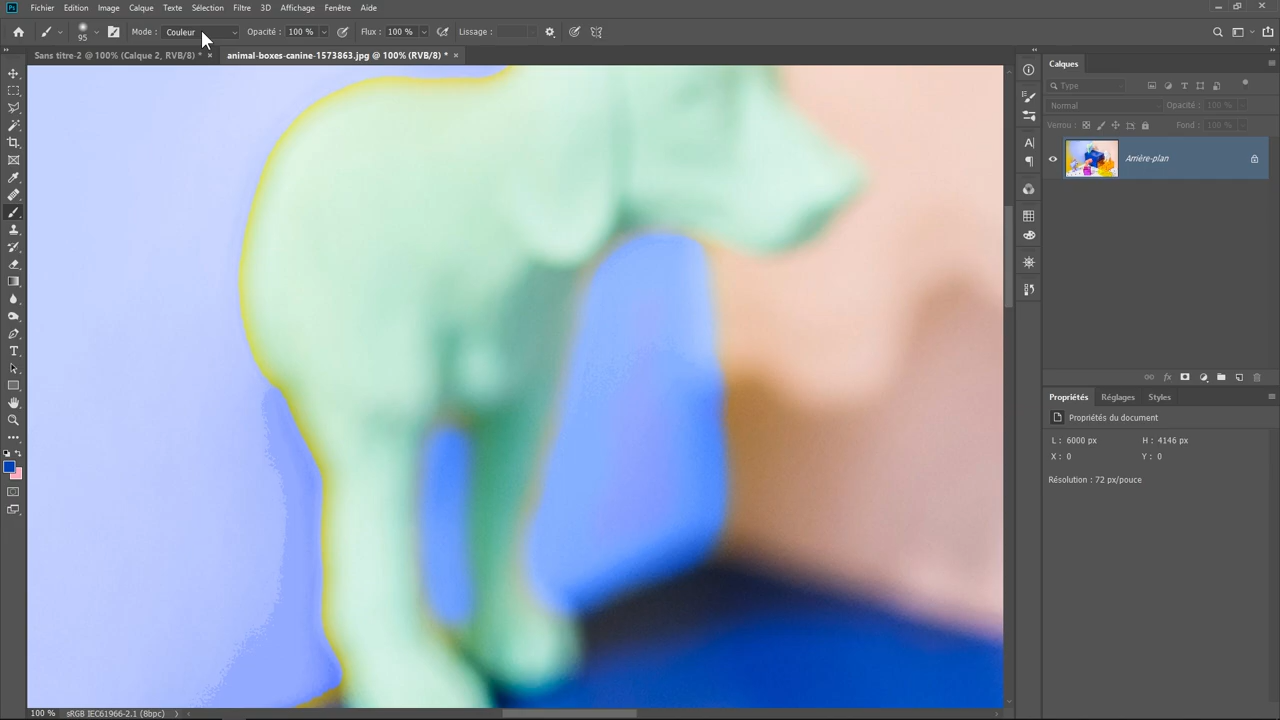 Ps Fichier Edition Image Calque Texte Sélection Filtre 3D Affichage Fenêtre Aide
95 Mode : Couleur Opacité : 100 % Flux : 100 % Lissage :
Sans titre-2 @ 100% (Calque 2, RVB/8) * × animal-boxes-canine-1573863.jpg @ 100% (RVB/8) * ×
Calques
Type
Normal Opacité : 100 %
Verrou : Fond : 100 %
Arrière-plan
fx
Propriétés Réglages Styles
Propriétés du document
L : 6000 px H : 4146 px
X : 0 Y : 0
Résolution : 72 px/pouce
100 % sRGB IEC61966-2.1 (8bpc)